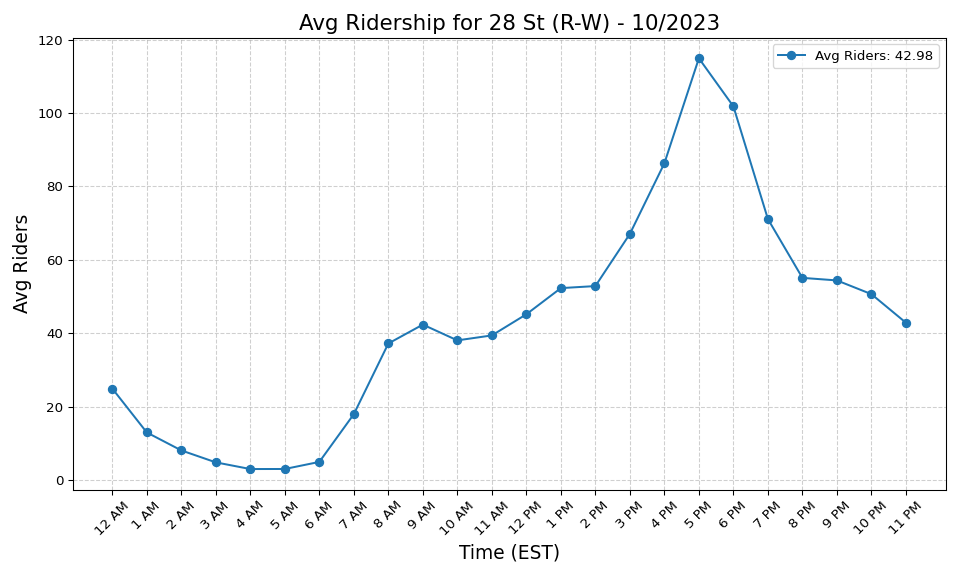 Avg Ridership for 28 St (R-W) - 10/2023
Avg Riders: 42.98
Avg Riders
120
100
80
60
40
20
0
12 AM
1 AM
2 AM
3 AM
4 AM
5 AM
6 AM
7 AM
8 AM
9 AM
10 AM
11 AM
12 PM
1 PM
2 PM
3 PM
4 PM
5 PM
6 PM
7 PM
8 PM
9 PM
10 PM
11 PM
Time (EST)